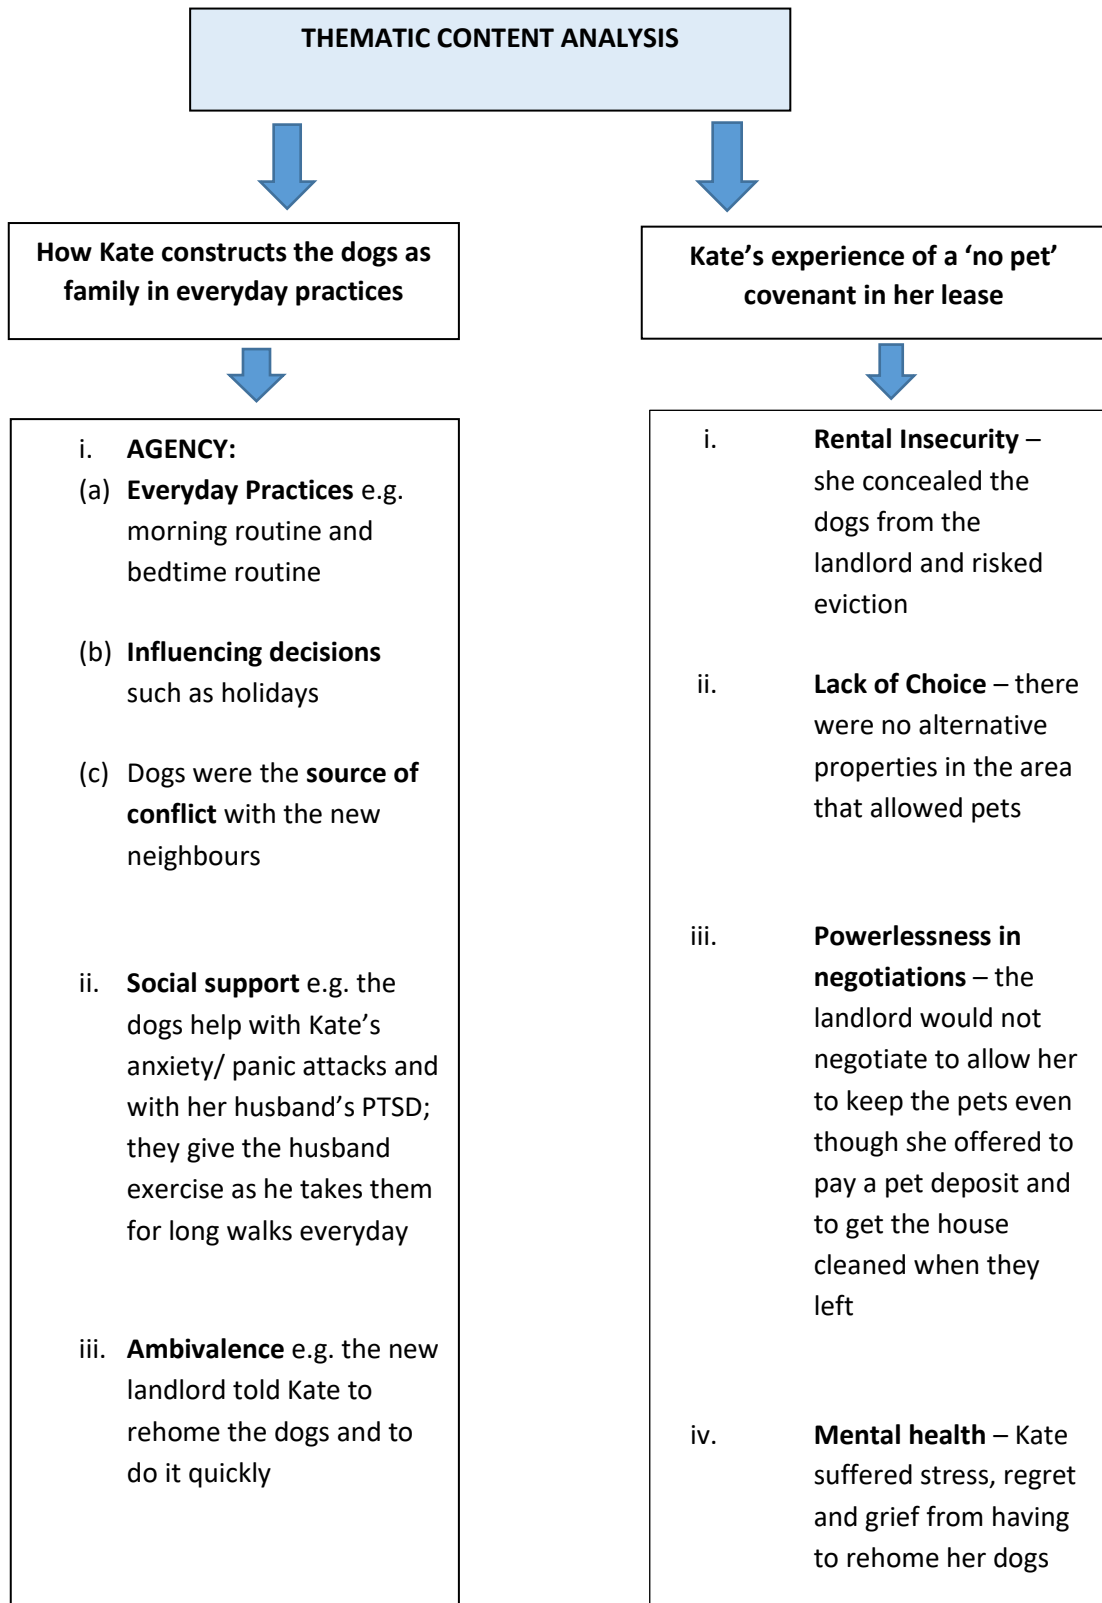 THEMATIC CONTENT ANALYSIS
How Kate constructs the dogs as
family in everyday practices
i. AGENCY:
(a) Everyday Practices e.g.
morning routine and
bedtime routine
(b) Influencing decisions
such as holidays
(c) Dogs were the source of
conflict with the new
neighbours
ii. Social support e.g. the
dogs help with Kate’s
anxiety/ panic attacks and
with her husband’s PTSD;
they give the husband
exercise as he takes them
for long walks everyday
iii. Ambivalence e.g. the new
landlord told Kate to
rehome the dogs and to
do it quickly
Kate’s experience of a ‘no pet’
covenant in her lease
i. Rental Insecurity –
she concealed the
dogs from the
landlord and risked
eviction
ii. Lack of Choice – there
were no alternative
properties in the area
that allowed pets
iii. Powerlessness in
negotiations – the
landlord would not
negotiate to allow her
to keep the pets even
though she offered to
pay a pet deposit and
to get the house
cleaned when they
left
iv. Mental health – Kate
suffered stress, regret
and grief from having
to rehome her dogs